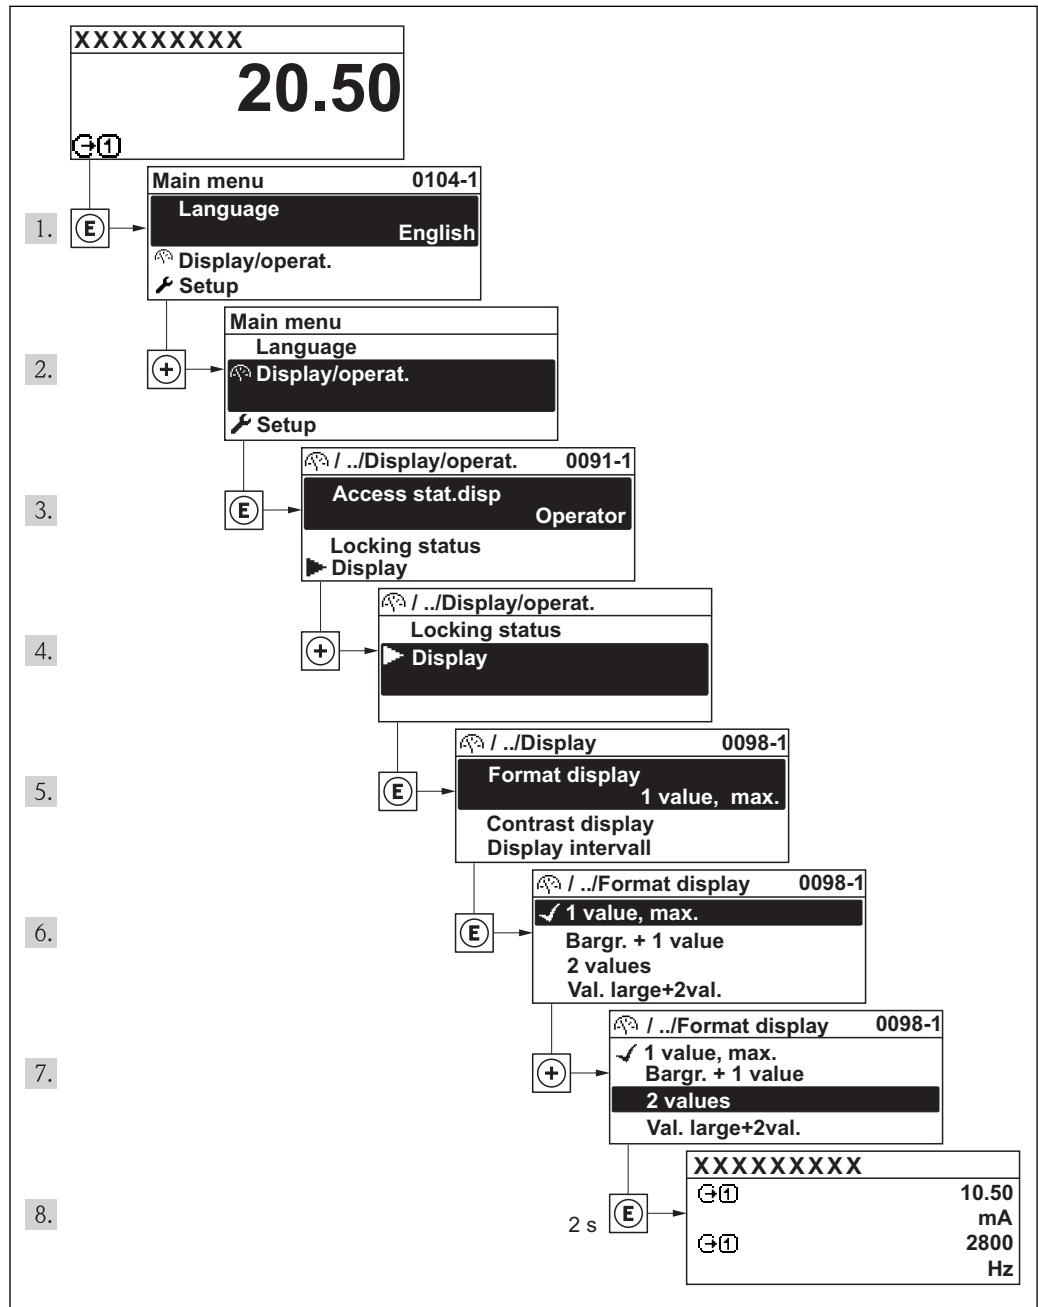 XXXXXXXXX
20.50
1
Main menu 0104-1
Language
English
Display/operat.
Setup
1. E
Main menu
Language
Display/operat.
Setup
2. +
/ ../Display/operat. 0091-1
Access stat.disp
Operator
Locking status
Display
3. E
/ ../Display/operat.
Locking status
Display
4. +
/ ../Display 0098-1
Format display
1 value, max.
Contrast display
Display intervall
5. E
/ ../Format display 0098-1
1 value, max.
Bargr. + 1 value
2 values
Val. large+2val.
6. E
/ ../Format display 0098-1
1 value, max.
Bargr. + 1 value
2 values
Val. large+2val.
7. +
XXXXXXXXX
1 10.50
mA
1 2800
Hz
8. 2 s E